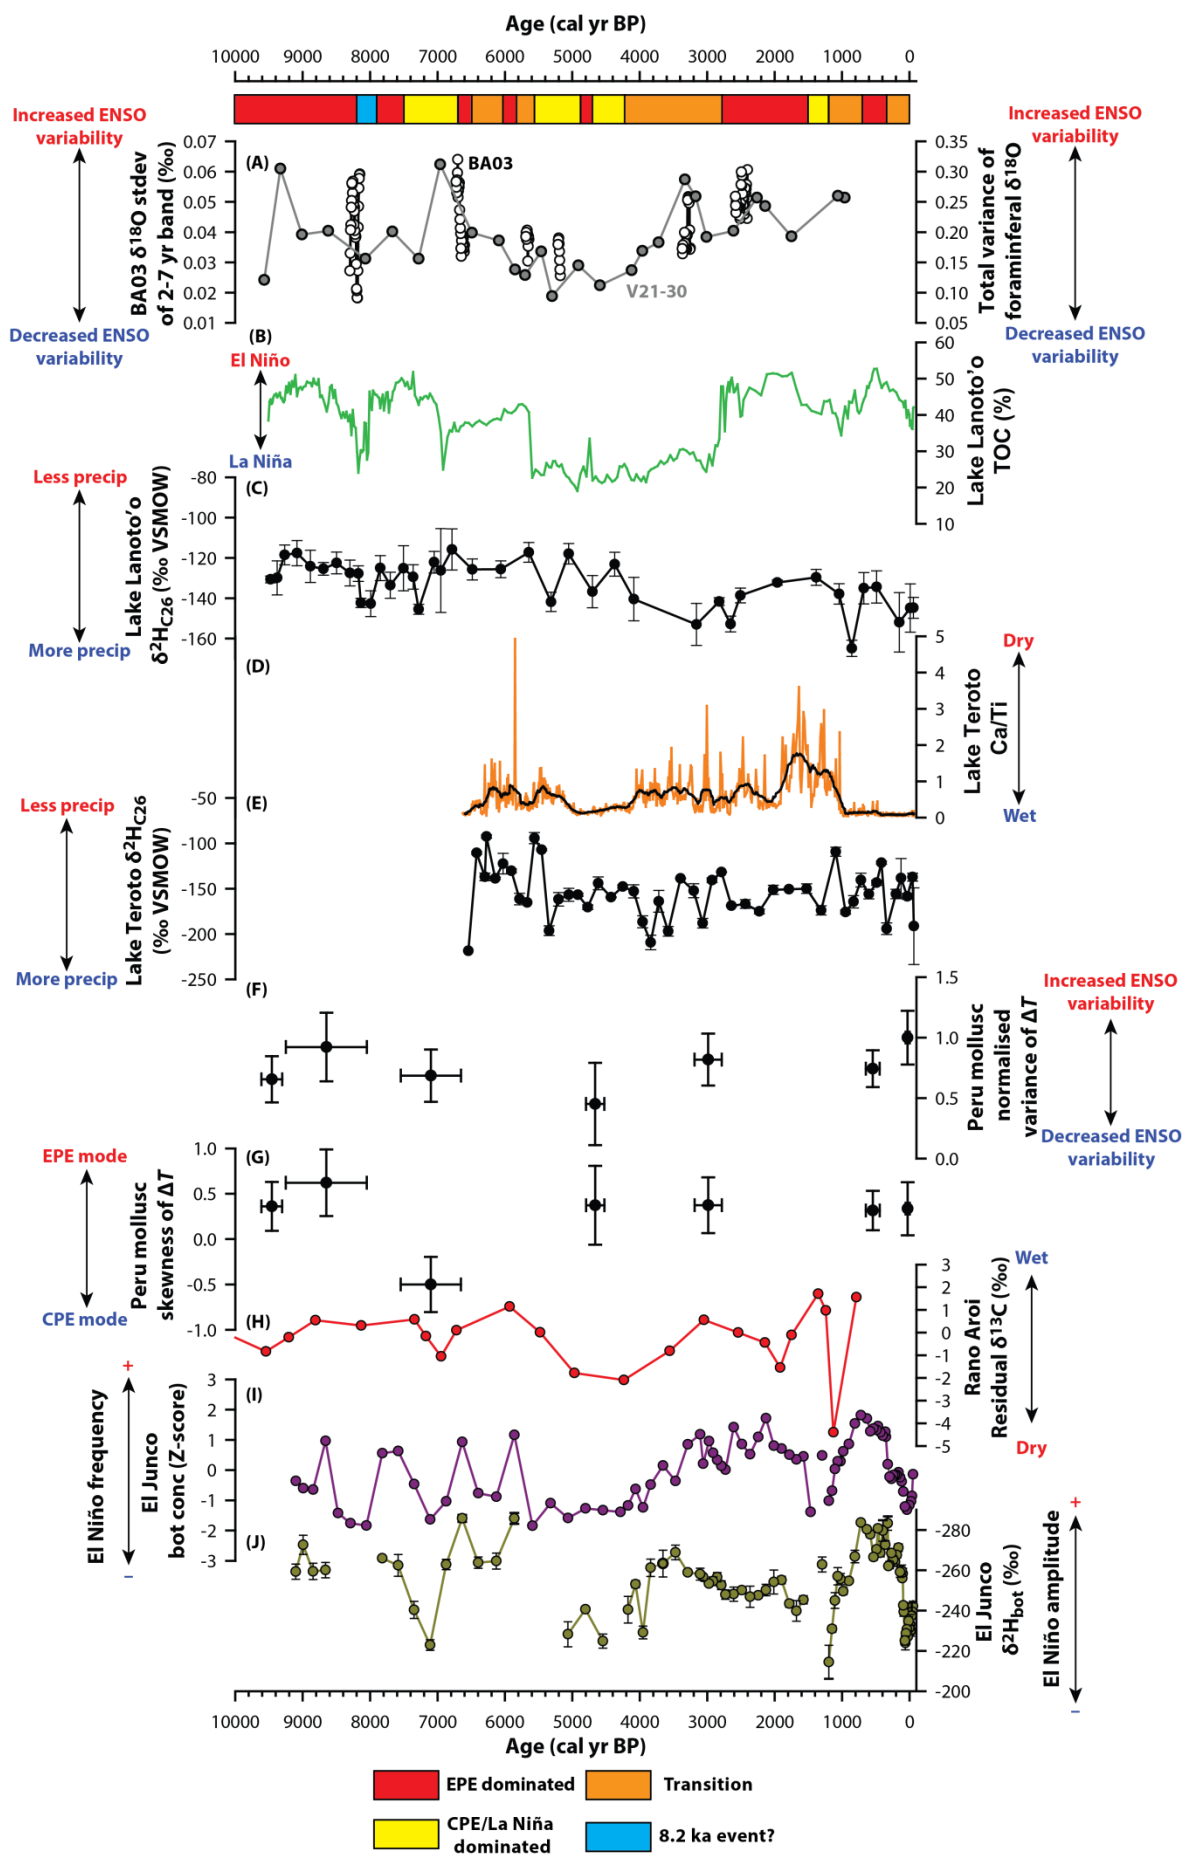 Age (cal yr BP)
10000 9000 8000 7000 6000 5000 4000 3000 2000 1000 0
Increased ENSO
variability
Decreased ENSO
variability
BA03 δ18O stdev
of 2-7 yr band (‰)
0.07
0.06
0.05
0.04
0.03
0.02
0.01
(A)
BA03
V21-30
0.35
0.30
0.25
0.20
0.15
0.10
0.05
Total variance of
foraminiferal δ18O
Increased ENSO
variability
Decreased ENSO
variability
(B)
El Niño
La Niña
60
50
40
30
20
10
Lake Lanoto'o
TOC (%)
Less precip
More precip
Lake Lanoto'o
δ2HC26 (‰ VSMOW)
-80
-100
-120
-140
-160
(C)
(D)
5
4
3
2
1
0
Lake Teroto
Ca/Ti
Dry
Wet
Less precip
More precip
Lake Teroto δ2HC26
(‰ VSMOW)
-50
-100
-150
-200
-250
(E)
(F)
1.5
1.0
0.5
0.0
Peru mollusc
normalised
variance of ΔT
Increased ENSO
variability
Decreased ENSO
variability
EPE mode
CPE mode
Peru mollusc
skewness of ΔT
1.0
0.5
0.0
-0.5
-1.0
(G)
(H)
3
2
1
0
-1
-2
-3
-4
-5
Rano Aroi
Residual δ13C (‰)
Wet
Dry
+
–
El Niño frequency
El Junco
bot conc (Z-score)
3
2
1
0
-1
-2
-3
(I)
(J)
-280
-260
-240
-220
-200
El Junco
δ2Hbot (‰)
El Niño amplitude
+
–
10000 9000 8000 7000 6000 5000 4000 3000 2000 1000 0
Age (cal yr BP)
EPE dominated
Transition
CPE/La Niña
dominated
8.2 ka event?